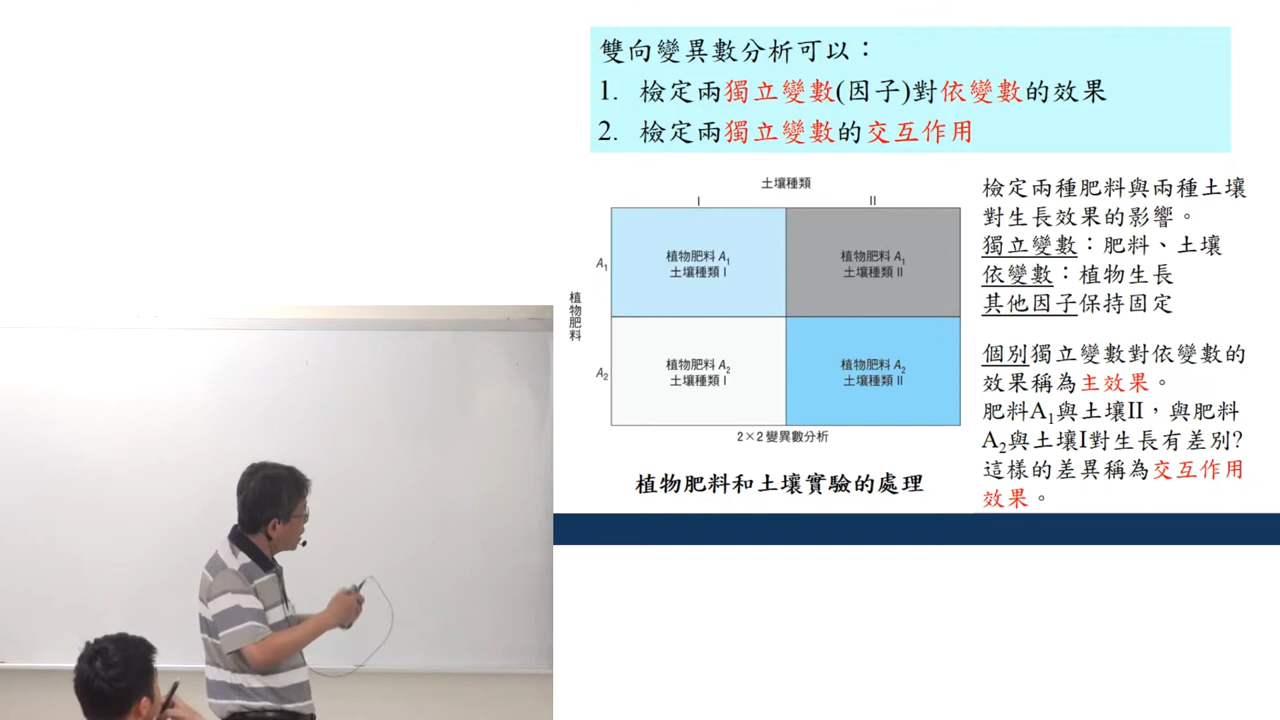 雙向變異數分析可以：
1. 檢定兩獨立變數(因子)對依變數的效果
2. 檢定兩獨立變數的交互作用
土壤種類
I
II
植物肥料
A₁
植物肥料 A₁
土壤種類 I
植物肥料 A₁
土壤種類 II
A₂
植物肥料 A₂
土壤種類 I
植物肥料 A₂
土壤種類 II
2×2 變異數分析
植物肥料和土壤實驗的處理
檢定兩種肥料與兩種土壤
對生長效果的影響。
獨立變數：肥料、土壤
依變數：植物生長
其他因子保持固定
個別獨立變數對依變數的
效果稱為主效果。
肥料A₁與土壤II，與肥料
A₂與土壤I對生長有差別?
這樣的差異稱為交互作用
效果。